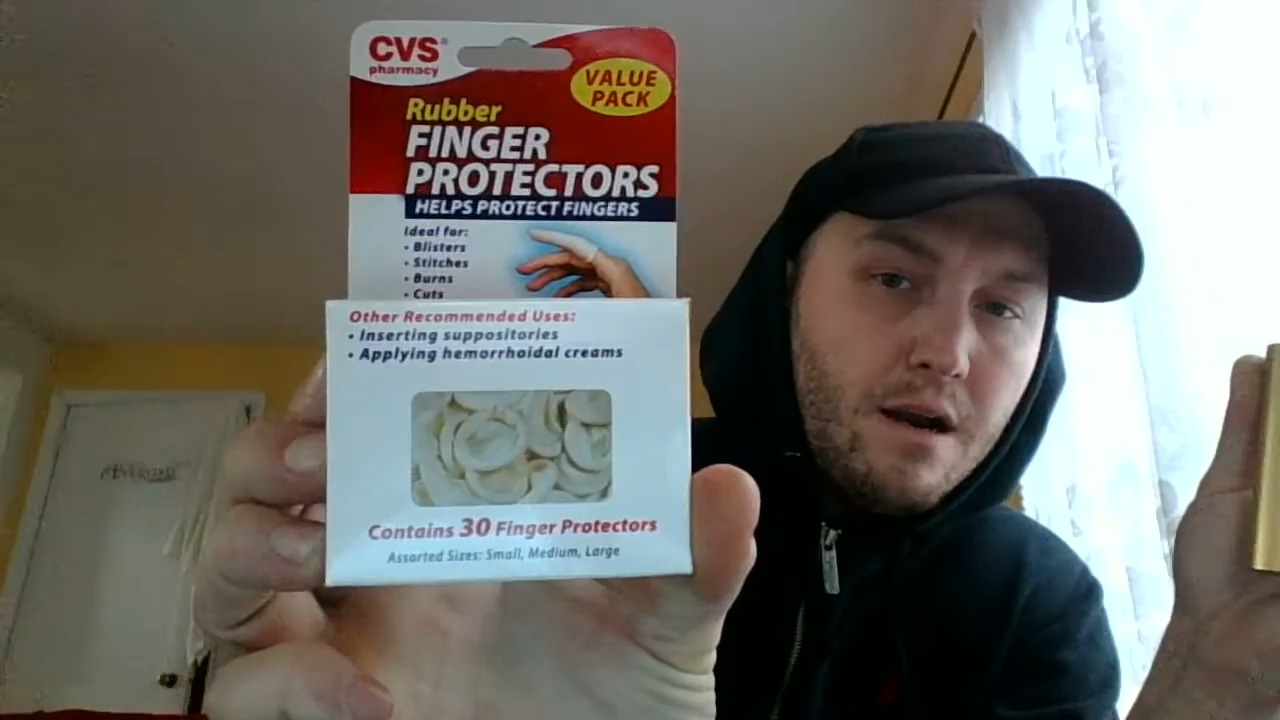 CVS®
pharmacy
VALUE
PACK
Rubber
FINGER
PROTECTORS
HELPS PROTECT FINGERS
Ideal for:
• Blisters
• Stitches
• Burns
• Cuts
Other Recommended Uses:
• Inserting suppositories
• Applying hemorrhoidal creams
Contains 30 Finger Protectors
Assorted Sizes: Small, Medium, Large